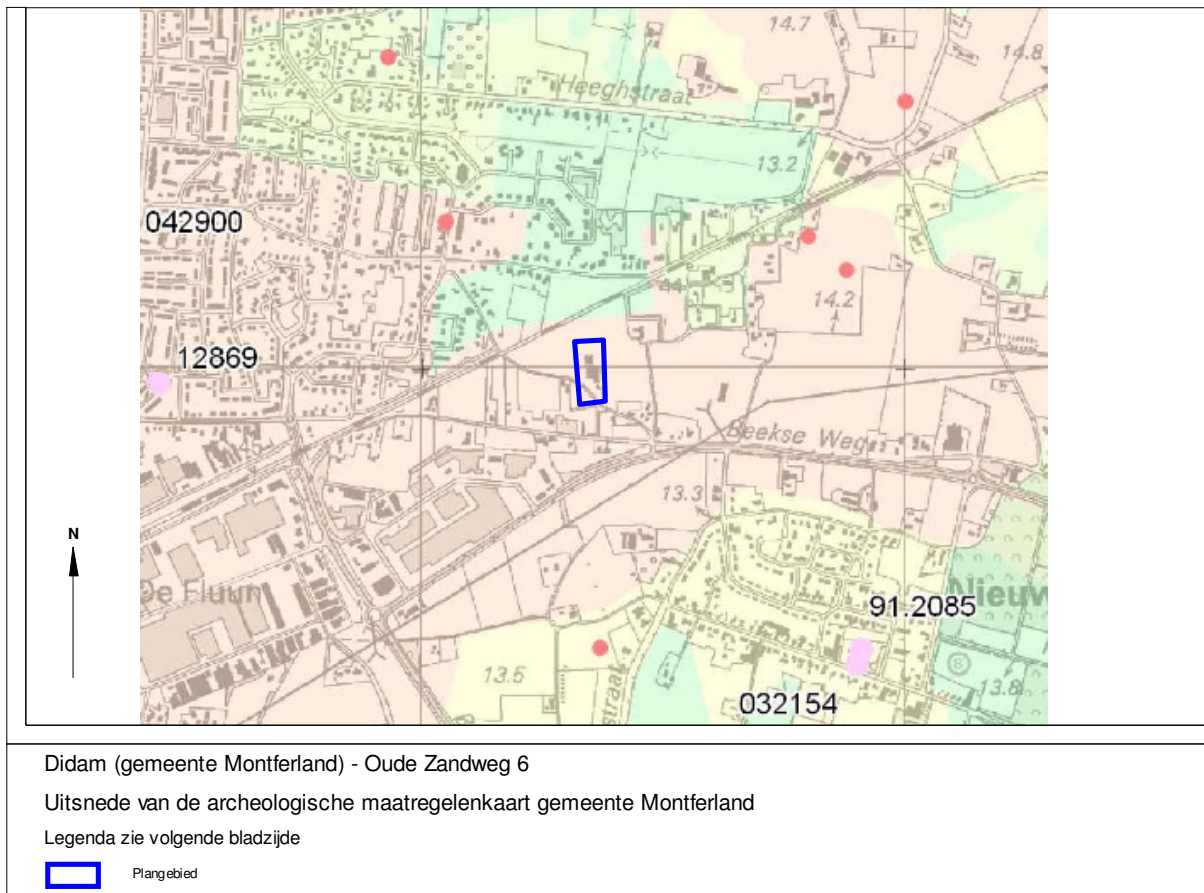 14.7
14.8
Heeghstraat
13.2
042900
14.2
12869
Beekse Weg
13.3
N
De Fluun
91.2085
Nieuw
S
13.5
straat
13.8
032154
Didam (gemeente Montferland) - Oude Zandweg 6
Uitsnede van de archeologische maatregelenkaart gemeente Montferland
Legenda zie volgende bladzijde
Plangebied